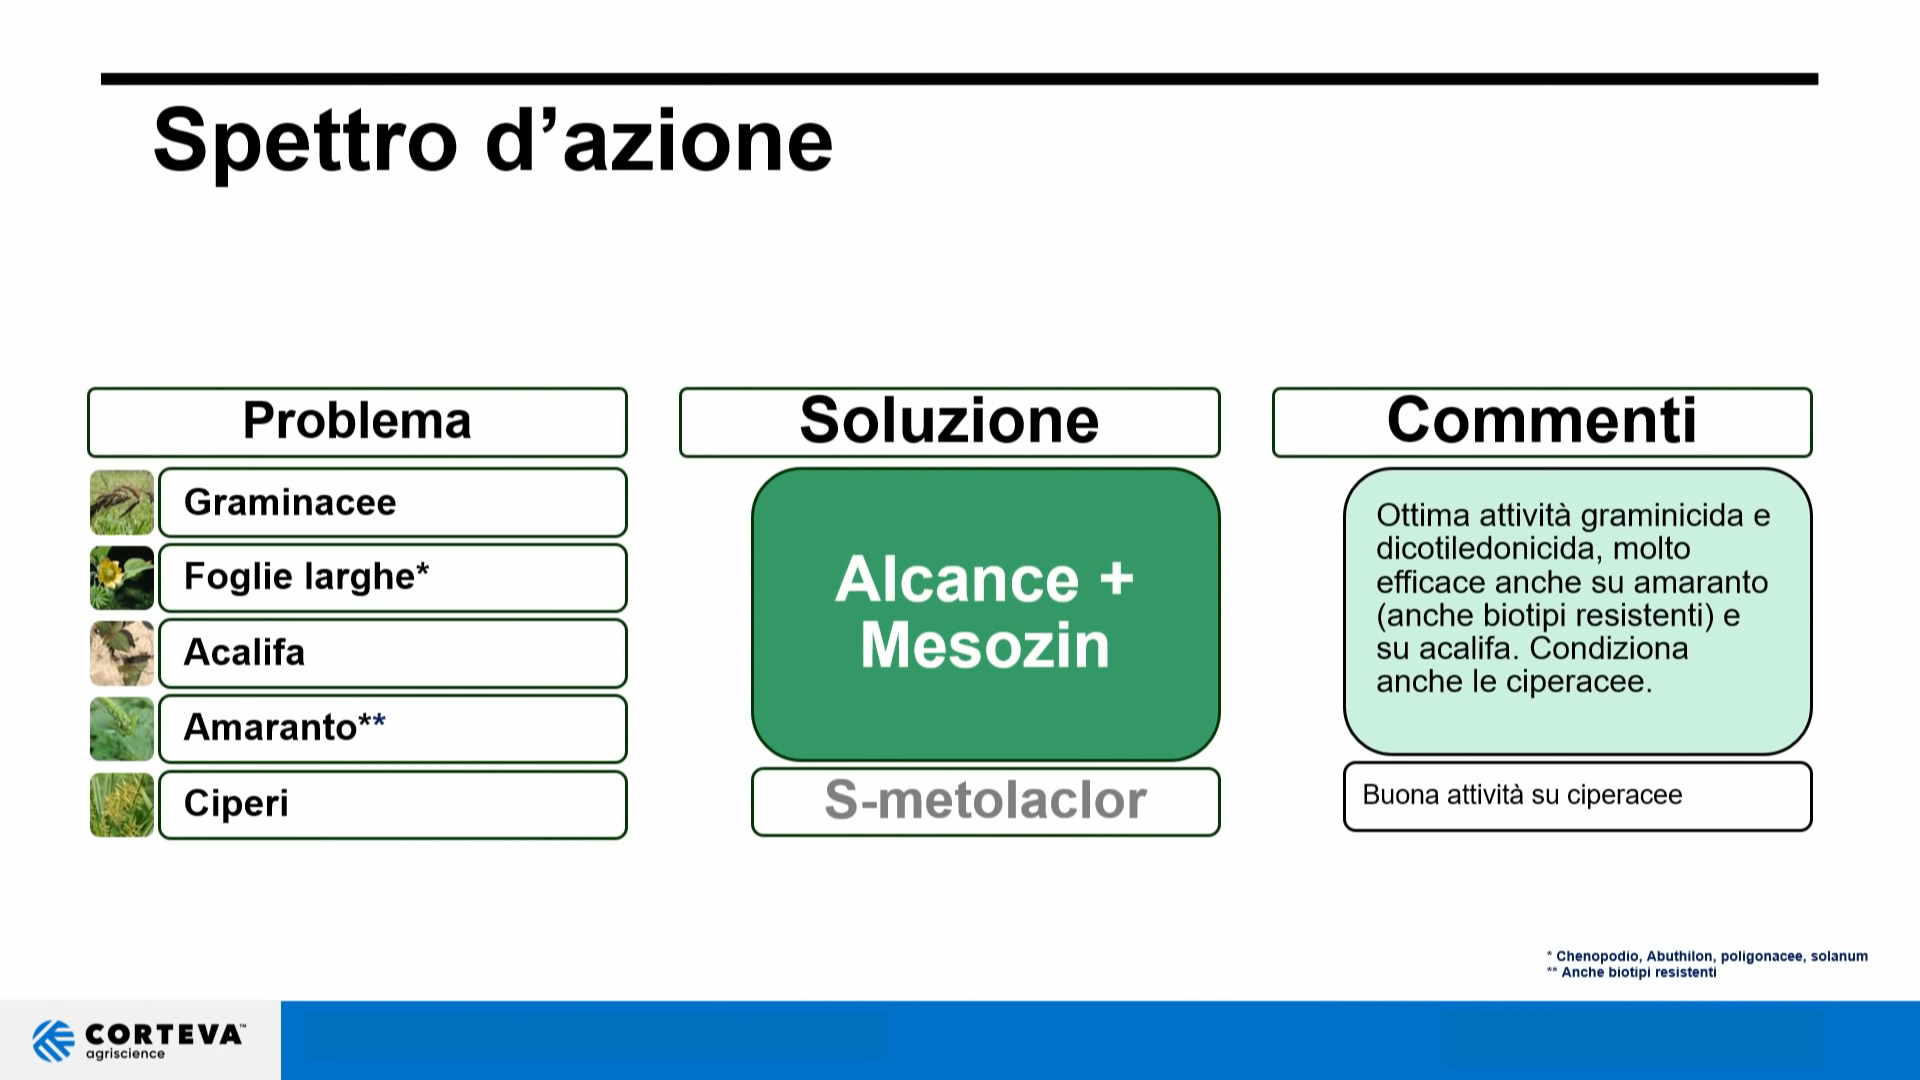 Spettro d’azione
Problema
Graminacee
Foglie larghe*
Acalifa
Amaranto**
Ciperi
Soluzione
Alcance +
Mesozin
S-metolaclor
Commenti
Ottima attività graminicida e
dicotiledonicida, molto
efficace anche su amaranto
(anche biotipi resistenti) e
su acalifa. Condiziona
anche le ciperacee.
Buona attività su ciperacee
* Chenopodio, Abuthilon, poligonacee, solanum
** Anche biotipi resistenti
CORTEVA™
agriscience